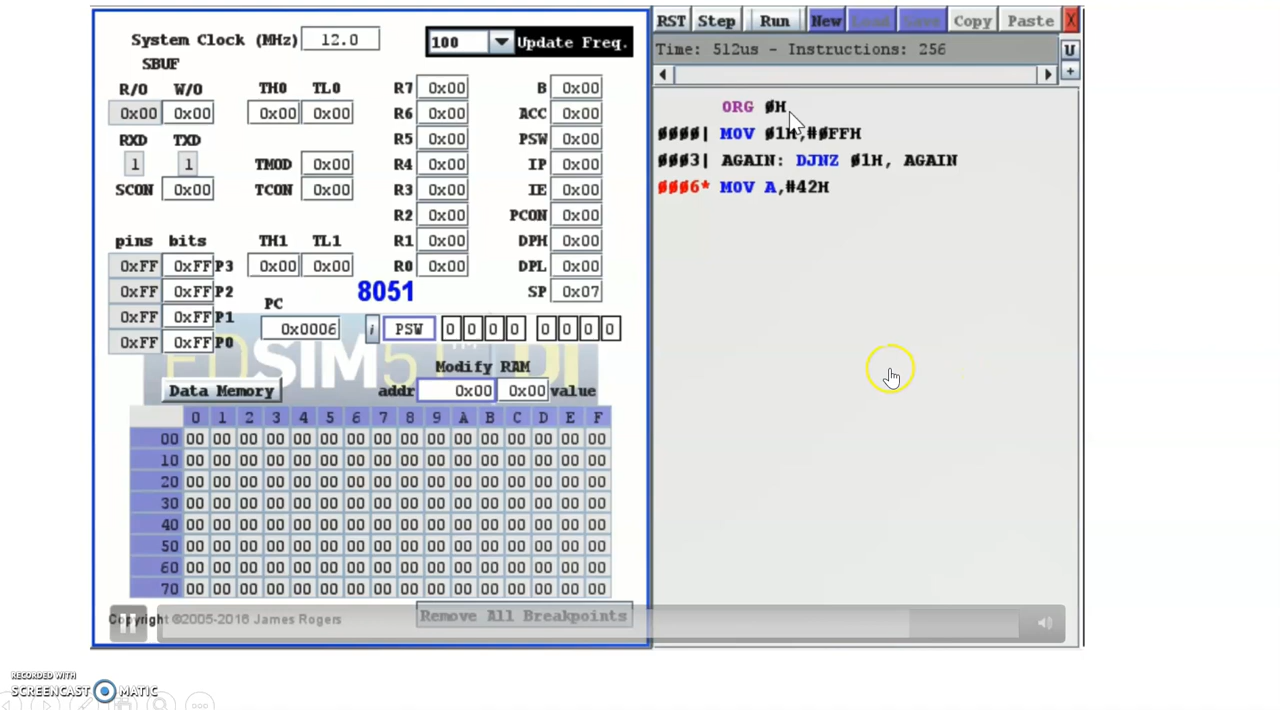 System Clock (MHz) 12.0 100 Update Freq.
SBUF
R/O W/O TH0 TL0 R7 0x00 B 0x00
0x00 0x00 0x00 0x00 R6 0x00 ACC 0x00
RXD TXD R5 0x00 PSW 0x00
1 1 TMOD 0x00 R4 0x00 IP 0x00
SCON 0x00 TCON 0x00 R3 0x00 IE 0x00
R2 0x00 PCON 0x00
pins bits TH1 TL1 R1 0x00 DPH 0x00
0xFF 0xFF P3 0x00 0x00 R0 0x00 DPL 0x00
0xFF 0xFF P2 8051 SP 0x07
PC
0xFF 0xFF P1 0x0006 i PSW 0 0 0 0 0 0 0 0
0xFF 0xFF P0
EDSIM51™ DI
Modify RAM
Data Memory addr 0x00 0x00 value
0 1 2 3 4 5 6 7 8 9 A B C D E F
00 00 00 00 00 00 00 00 00 00 00 00 00 00 00 00 00
10 00 00 00 00 00 00 00 00 00 00 00 00 00 00 00 00
20 00 00 00 00 00 00 00 00 00 00 00 00 00 00 00 00
30 00 00 00 00 00 00 00 00 00 00 00 00 00 00 00 00
40 00 00 00 00 00 00 00 00 00 00 00 00 00 00 00 00
50 00 00 00 00 00 00 00 00 00 00 00 00 00 00 00 00
60 00 00 00 00 00 00 00 00 00 00 00 00 00 00 00 00
70 00 00 00 00 00 00 00 00 00 00 00 00 00 00 00 00
Copyright ©2005-2016 James Rogers Remove All Breakpoints
RST Step Run New Load Save Copy Paste X
Time: 512us - Instructions: 256 U
+
ORG 0H
0000| MOV 01H,#0FFH
0003| AGAIN: DJNZ 01H, AGAIN
0006* MOV A,#42H
RECORDED WITH
SCREENCAST MATIC